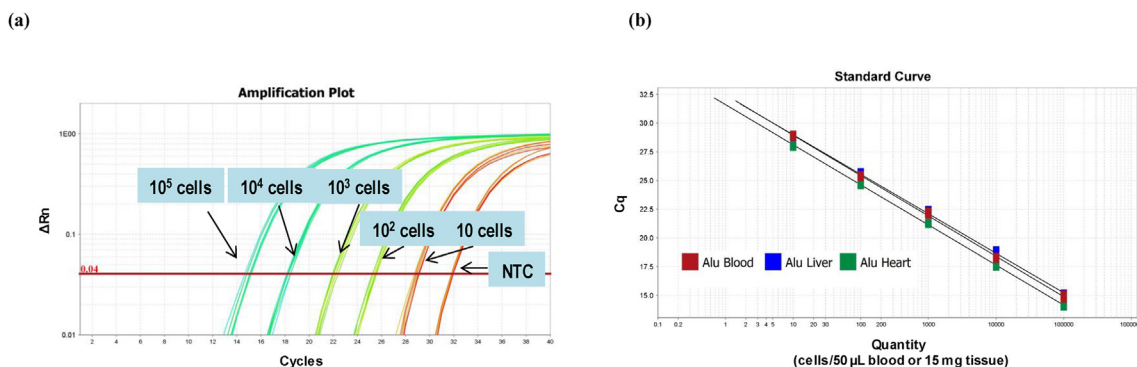 (a)
Amplification Plot
1E00
0.1
0.01
ΔRn
0.04
10⁵ cells
10⁴ cells
10³ cells
10² cells
10 cells
NTC
2 4 6 8 10 12 14 16 18 20 22 24 26 28 30 32 34 36 38 40
Cycles
(b)
Standard Curve
32.5
30.0
27.5
25.0
22.5
20.0
17.5
15.0
Cq
Alu Blood Alu Liver Alu Heart
0.1 0.2 1 2 3 4 5 10 20 30 100 200 1000 10000 100000
Quantity
(cells/50 µL blood or 15 mg tissue)